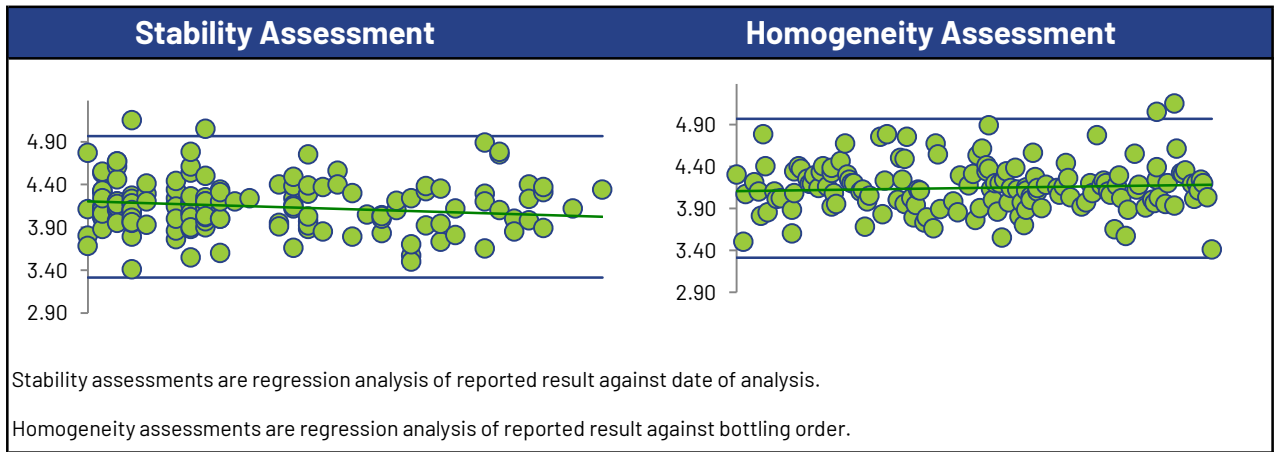 Stability Assessment
Homogeneity Assessment
4.90
4.40
3.90
3.40
2.90
4.90
4.40
3.90
3.40
2.90
Stability assessments are regression analysis of reported result against date of analysis.
Homogeneity assessments are regression analysis of reported result against bottling order.